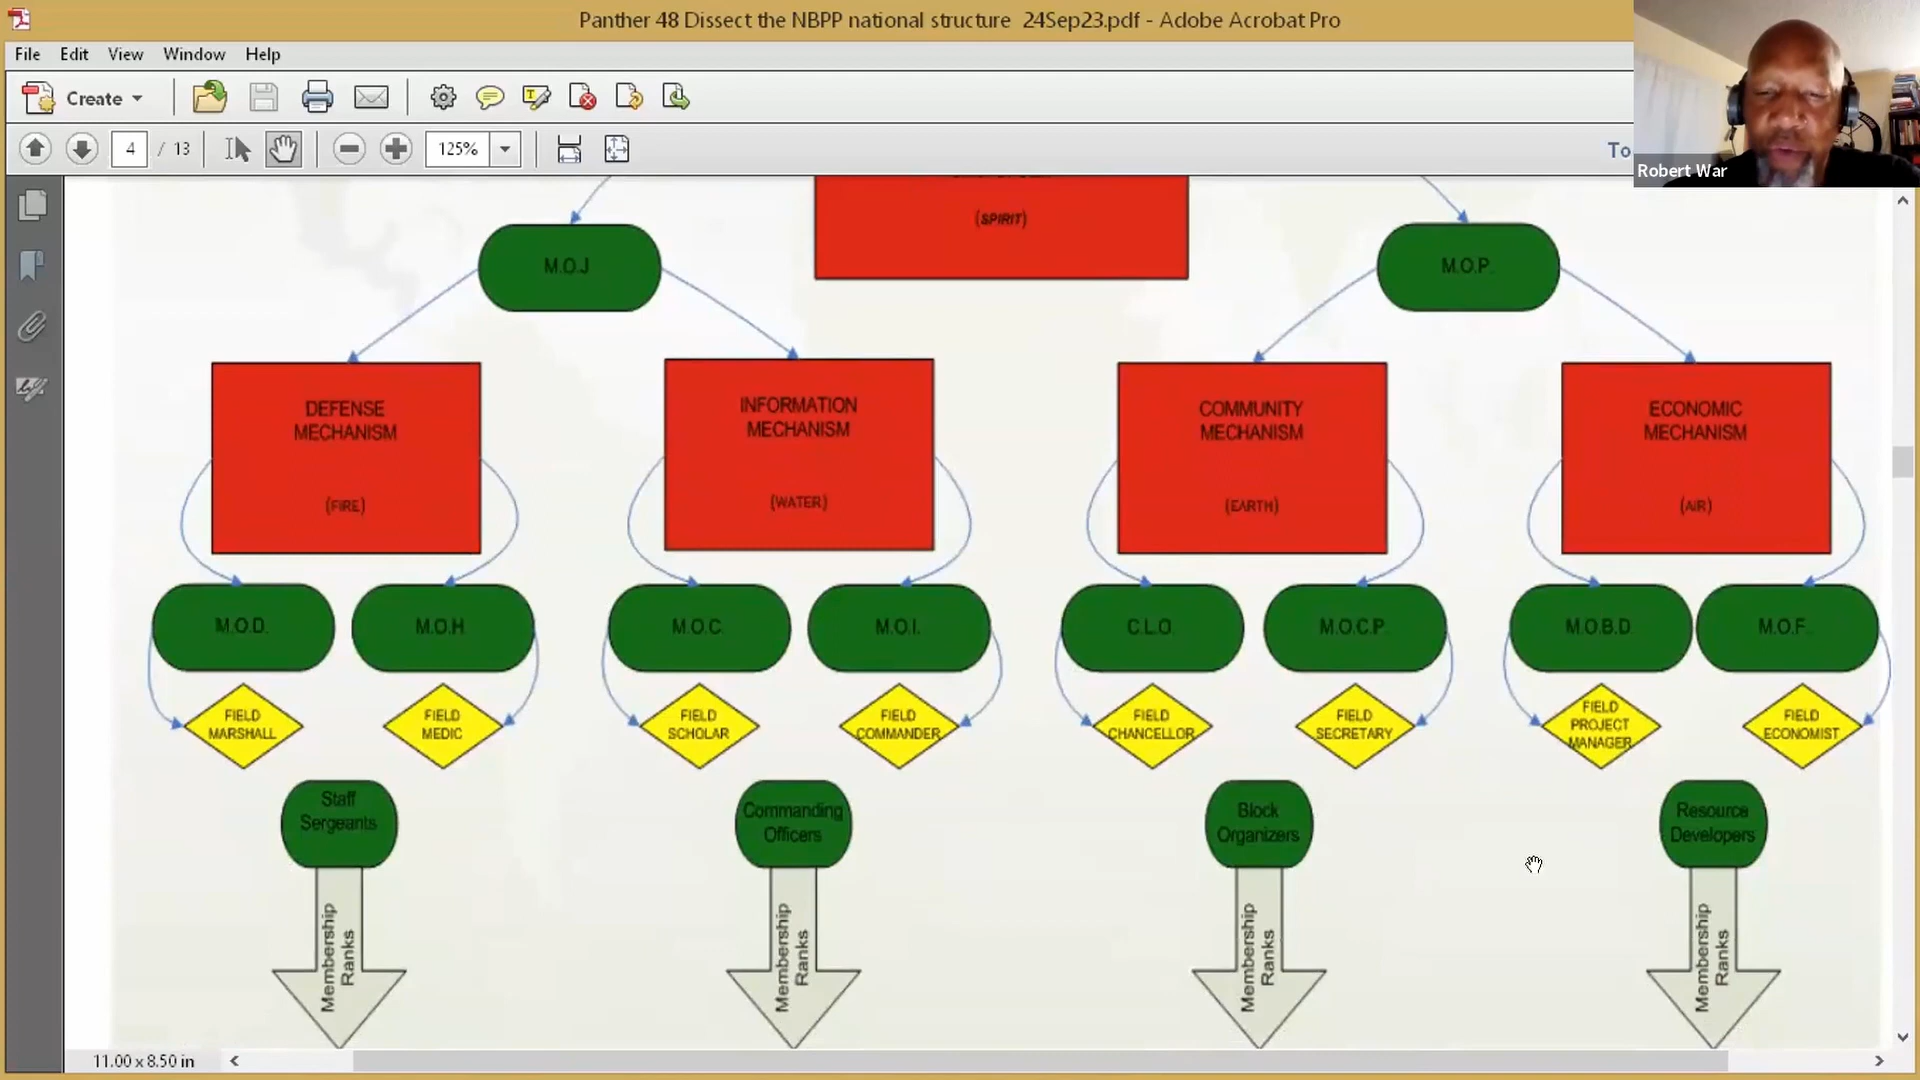 Panther 48 Dissect the NBPP national structure 24Sep23.pdf - Adobe Acrobat Pro
File Edit View Window Help
Create
4 / 13 125% To
Robert War
(SPIRIT)
M.O.J M.O.P.
DEFENSE
MECHANISM
(FIRE)
INFORMATION
MECHANISM
(WATER)
COMMUNITY
MECHANISM
(EARTH)
ECONOMIC
MECHANISM
(AIR)
M.O.D. M.O.H. M.O.C. M.O.I. C.L.O. M.O.C.P. M.O.B.D. M.O.F.
FIELD
MARSHALL
FIELD
MEDIC
FIELD
SCHOLAR
FIELD
COMMANDER
FIELD
CHANCELLOR
FIELD
SECRETARY
FIELD
PROJECT
MANAGER
FIELD
ECONOMIST
Staff
Sergeants
Commanding
Officers
Block
Organizers
Resource
Developers
Membership
Ranks
Membership
Ranks
Membership
Ranks
Membership
Ranks
11.00 x 8.50 in